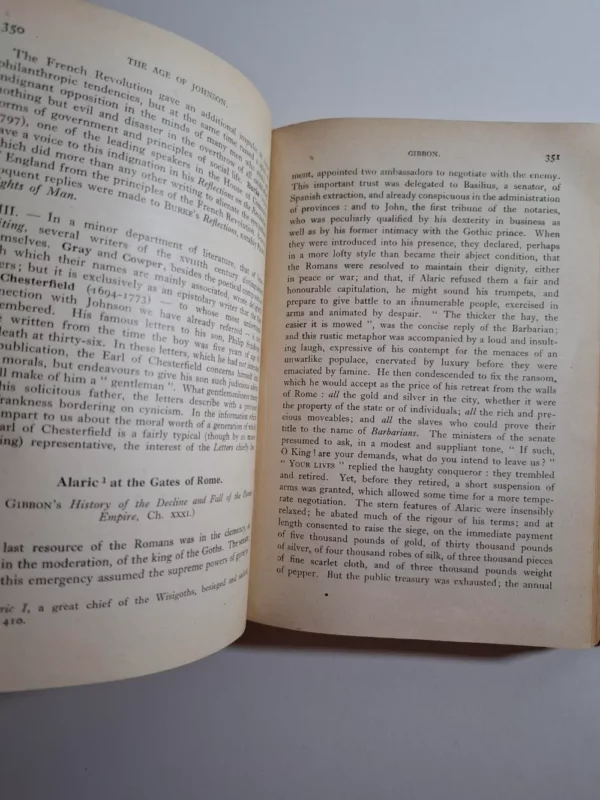 350
THE AGE OF JOHNSON.
The French Revolution gave an additional impulse to
philanthropic tendencies, but at the same time roused
indignant opposition in the minds of many men who
nothing but evil and disaster in the overthrow of all
forms of government and principles of social life.
797), one of the leading speakers in the House of
ave a voice to this indignation in his Reflections on the
which did more than any other writing to alienate the
England from the principles of the French Revolution
oquent replies were made to BURKE's Reflections,
ghts of Man.
III. — In a minor department of literature, that of
iting, several writers of the XVIIIth century
emselves. Gray and Cowper, besides the poetical
h which their names are mainly associated, wrote
ers; but it is exclusively as an epistolary writer that
Chesterfield (1694-1773) — to whose
nection with Johnson we have already referred —
embered. His famous letters to his son, Philip
written from the time the boy was five years of age
death at thirty-six. In these letters, which he had not
publication, the Earl of Chesterfield concerns himself
morals, but endeavours to give his son such judicious
ll make of him a " gentleman ". What gentlemanliness
his solicitous father, the letters describe with a
frankness bordering on cynicism. In the information
impart to us about the moral worth of a generation of which
arl of Chesterfield is a fairly typical (though by no means
ing) representative, the interest of the Letters chiefly
Alaric 1 at the Gates of Rome.
GIBBON's History of the Decline and Fall of the Roman
Empire, Ch. XXXI.)
last resource of the Romans was in the clemency,
in the moderation, of the king of the Goths. The senate
this emergency assumed the supreme powers of
ric I, a great chief of the Wisigoths, besieged and
410.
GIBBON.
351
ment, appointed two ambassadors to negotiate with the enemy.
This important trust was delegated to Basilius, a senator, of
Spanish extraction, and already conspicuous in the administration
of provinces : and to John, the first tribune of the notaries,
who was peculiarly qualified by his dexterity in business as
well as by his former intimacy with the Gothic prince. When
they were introduced into his presence, they declared, perhaps
in a more lofty style than became their abject condition, that
the Romans were resolved to maintain their dignity, either
in peace or war; and that, if Alaric refused them a fair and
honourable capitulation, he might sound his trumpets, and
prepare to give battle to an innumerable people, exercised in
arms and animated by despair. " The thicker the hay, the
easier it is mowed ", was the concise reply of the Barbarian;
and this rustic metaphor was accompanied by a loud and insult-
ing laugh, expressive of his contempt for the menaces of an
unwarlike populace, enervated by luxury before they were
emaciated by famine. He then condescended to fix the ransom,
which he would accept as the price of his retreat from the walls
of Rome : all the gold and silver in the city, whether it were
the property of the state or of individuals; all the rich and pre-
cious moveables; and all the slaves who could prove their
title to the name of Barbarians. The ministers of the senate
presumed to ask, in a modest and suppliant tone, " If such,
O King! are your demands, what do you intend to leave us? "
" YOUR LIVES " replied the haughty conqueror : they trembled
and retired. Yet, before they retired, a short suspension of
arms was granted, which allowed some time for a more tempe-
rate negotiation. The stern features of Alaric were insensibly
relaxed; he abated much of the rigour of his terms; and at
length consented to raise the siege, on the immediate payment
of five thousand pounds of gold, of thirty thousand pounds
of silver, of four thousand robes of silk, of three thousand pieces
of fine scarlet cloth, and of three thousand pounds weight
of pepper. But the public treasury was exhausted; the annual